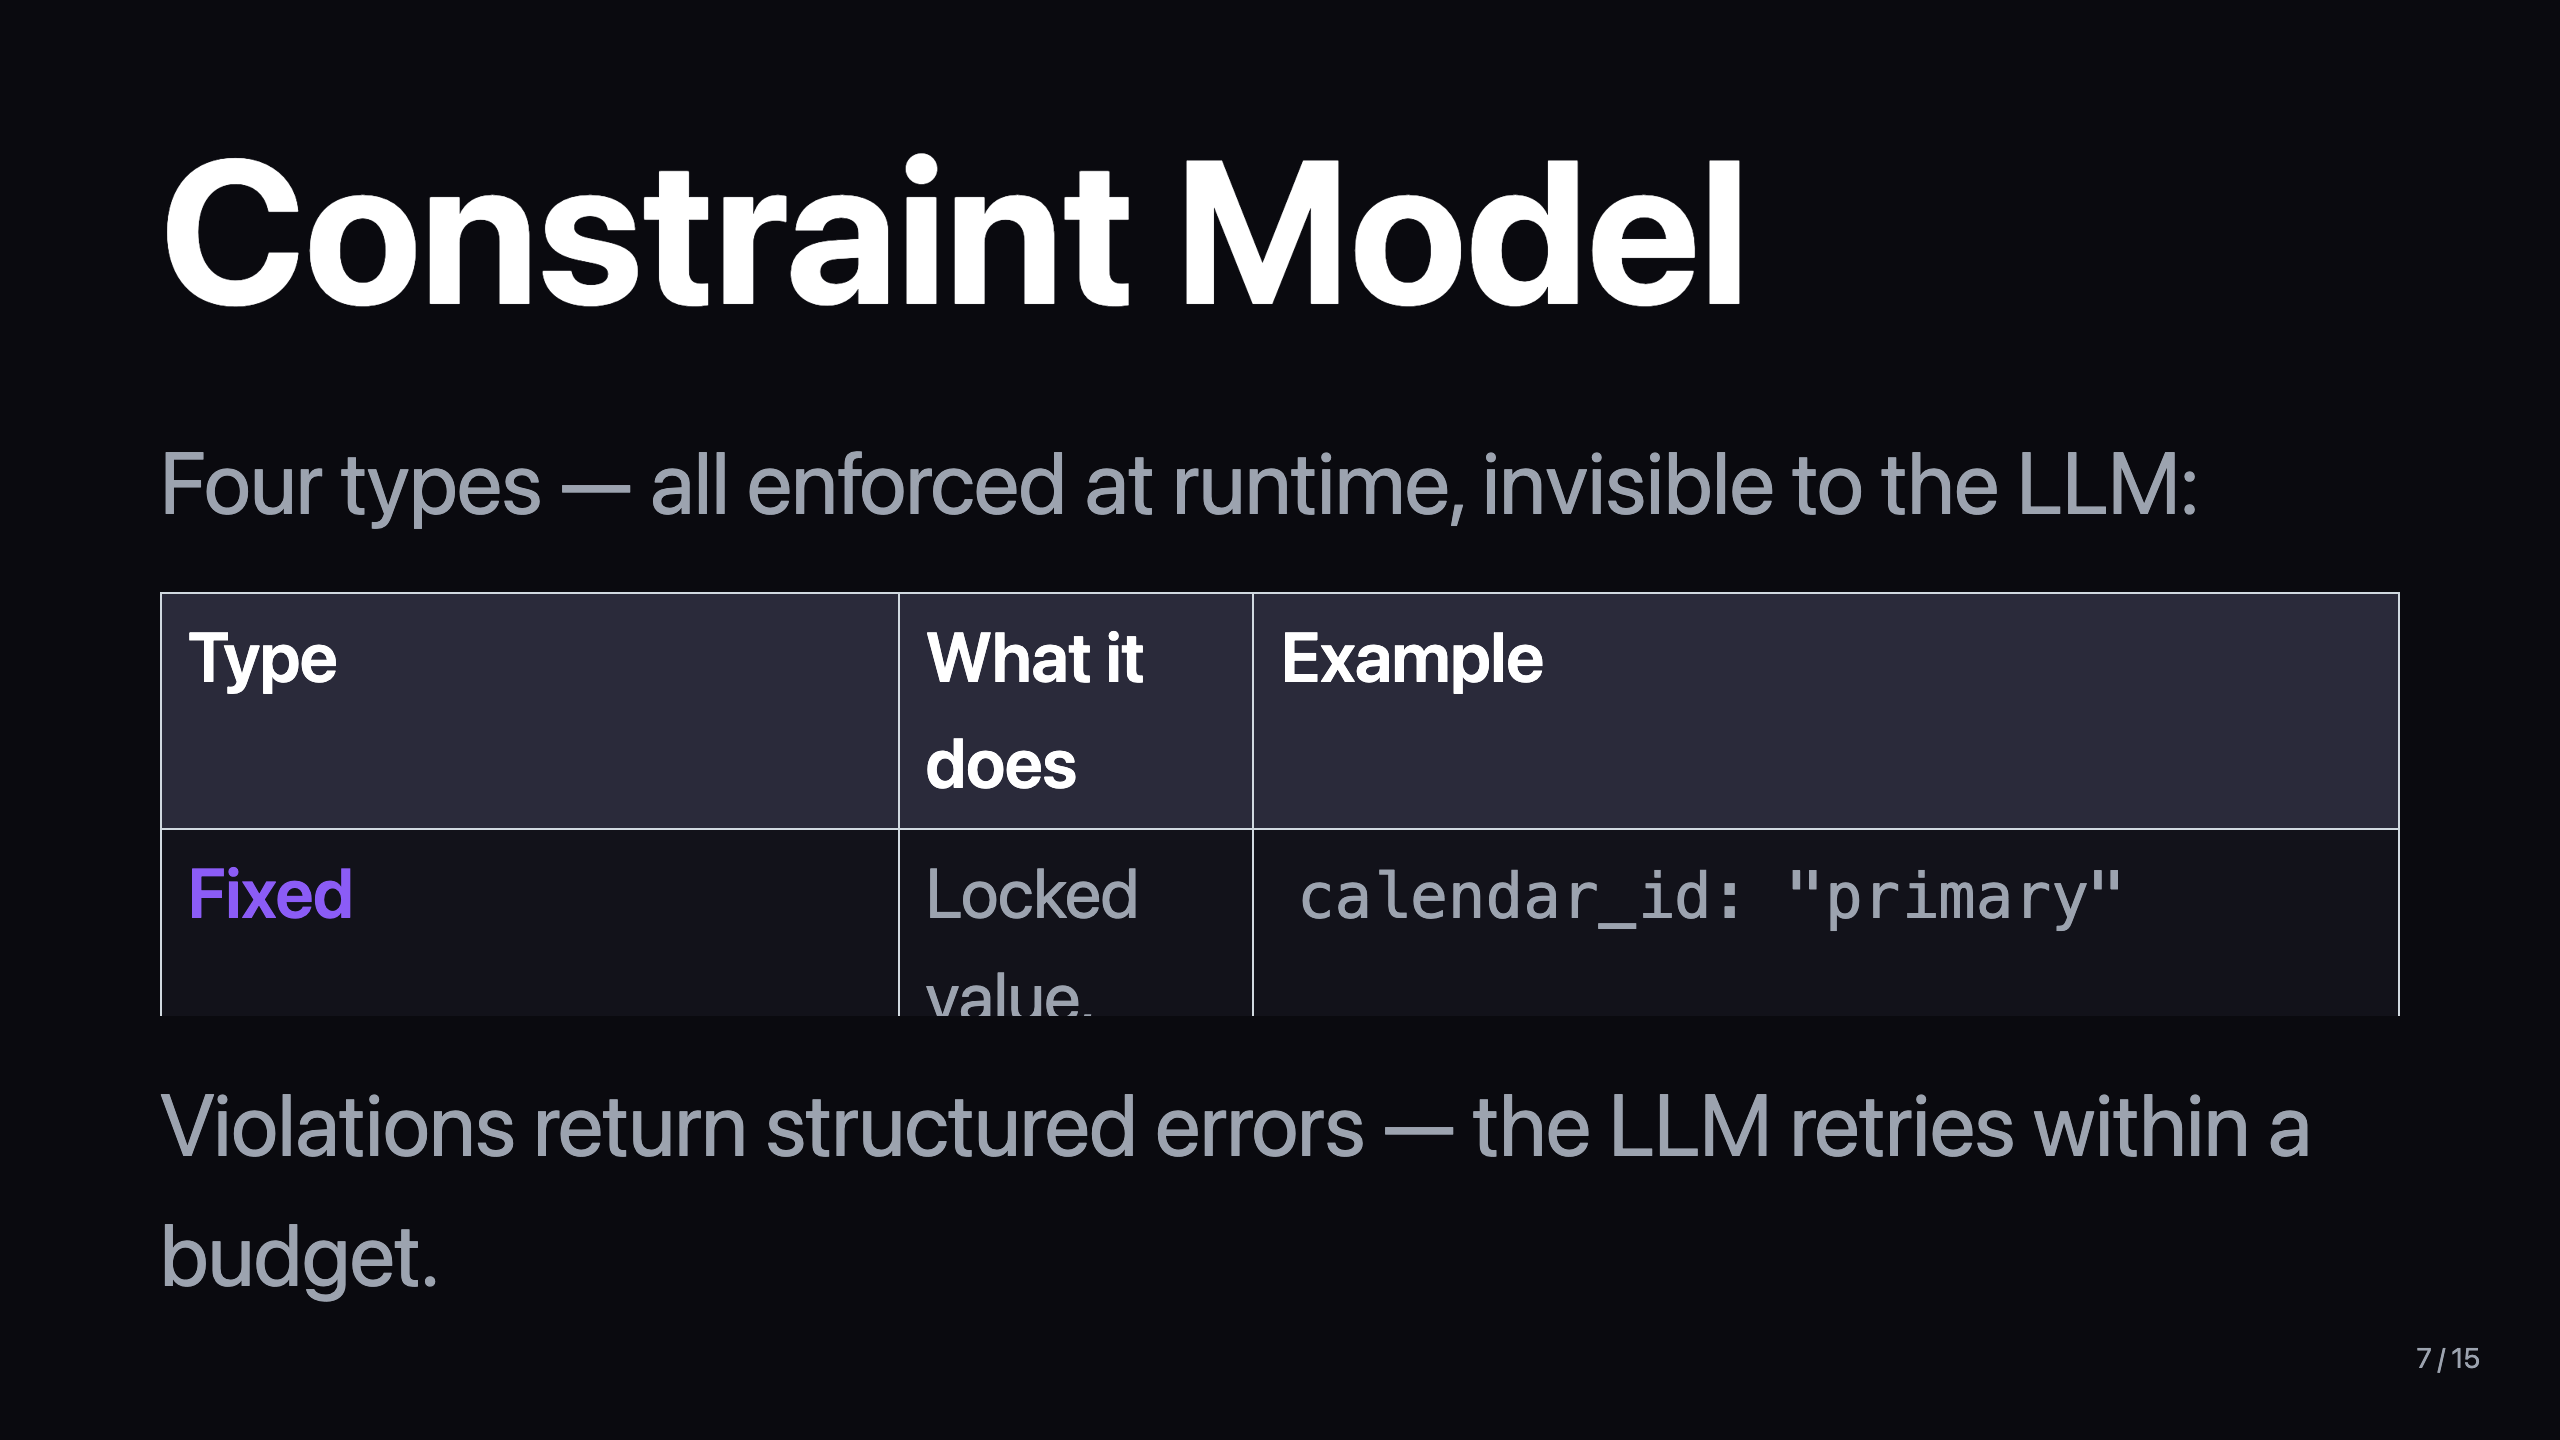 Constraint Model
Four types — all enforced at runtime, invisible to the LLM:
Type
What it
does
Example
Fixed
Locked
value.
calendar_id: "primary"
Violations return structured errors — the LLM retries within a
budget.
7 / 15